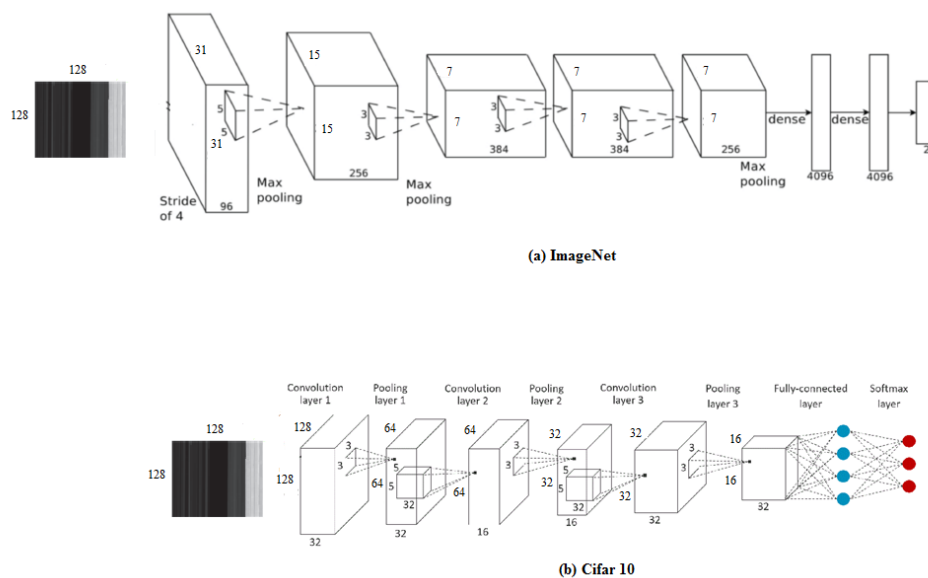 128
128
31
5
5
31
Stride
of 4
96
Max
pooling
15
15
3
3
256
Max
pooling
7
7
3
3
384
7
7
3
3
384
7
7
256
Max
pooling
dense
4096
dense
4096
2
(a) ImageNet
Convolution
layer 1
Pooling
layer 1
Convolution
layer 2
Pooling
layer 2
Convolution
layer 3
Pooling
layer 3
Fully-connected
layer
Softmax
layer
128
128
128
128
3
3
32
64
64
5
32
32
64
64
3
3
16
32
32
5
5
32
16
32
32
3
3
32
16
16
32
(b) Cifar 10